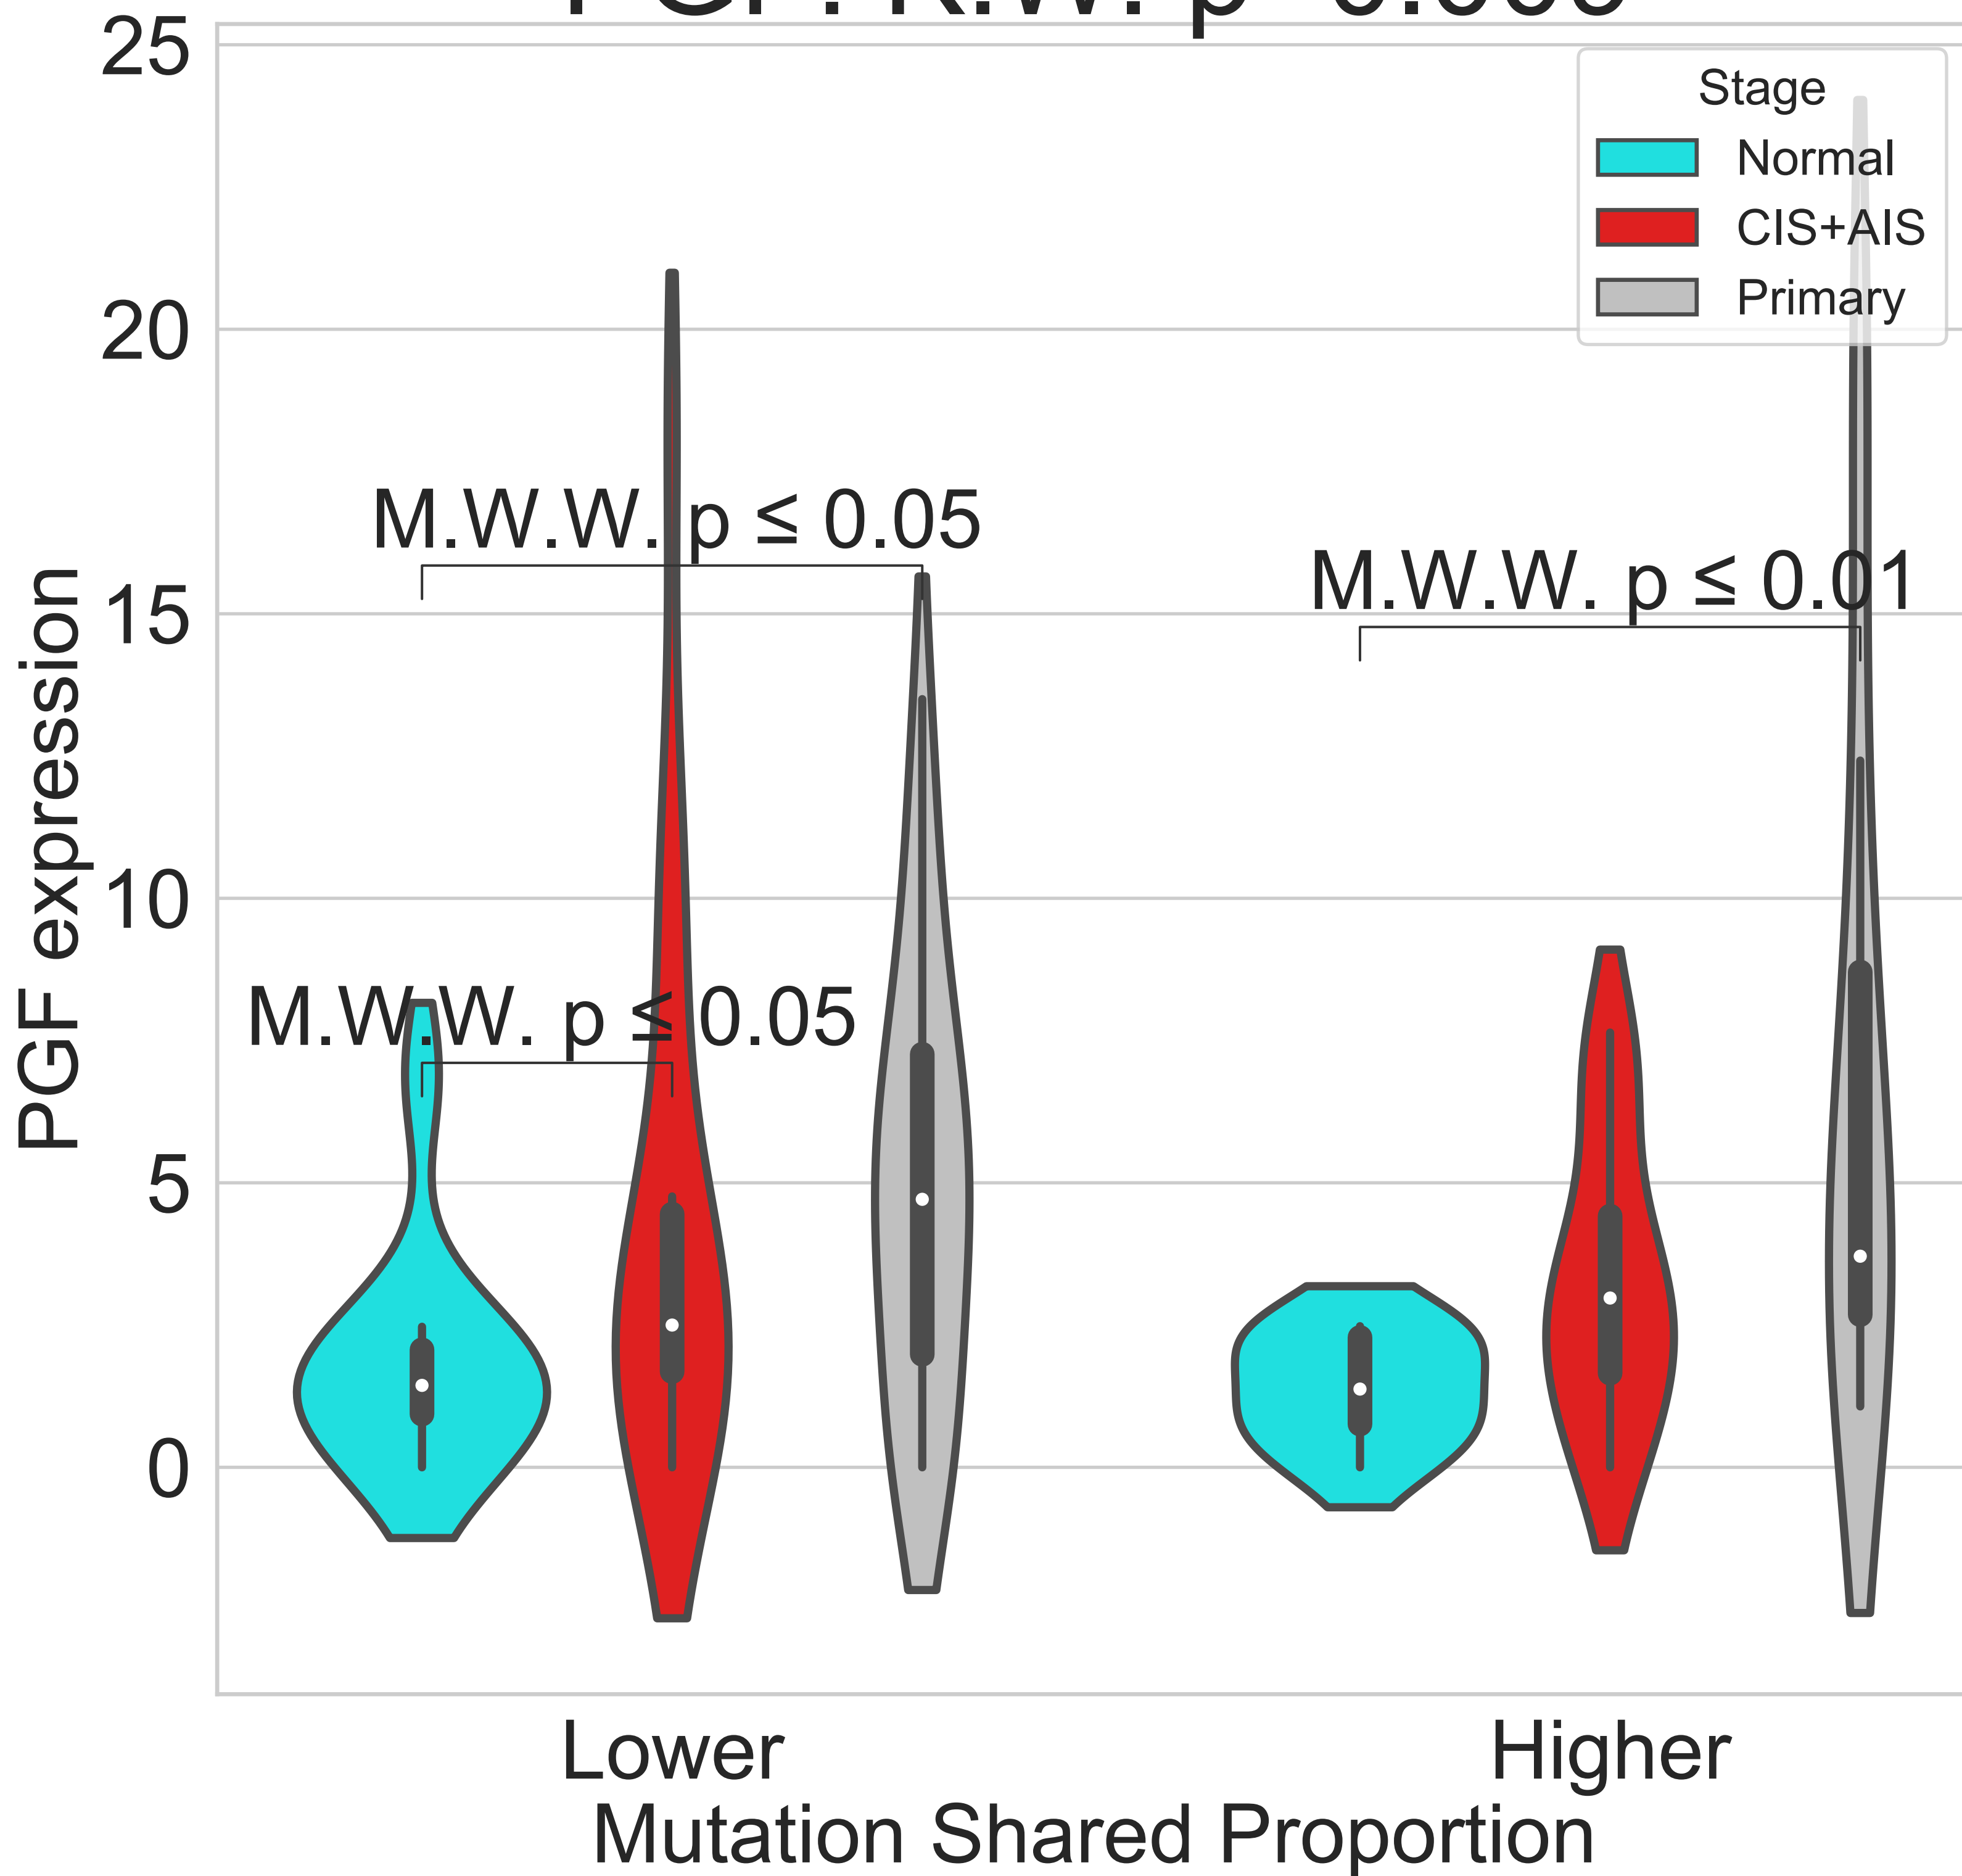 25
20
15
10
5
0
PGF expression
Stage
Normal
CIS+AIS
Primary
M.W.W. p ≤ 0.05
M.W.W. p ≤ 0.01
M.W.W. p ≤ 0.05
Lower
Higher
Mutation Shared Proportion